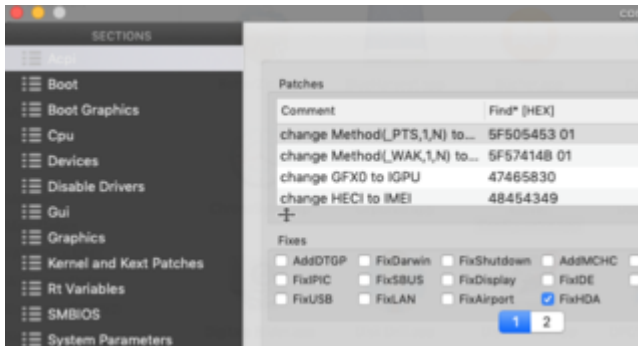 CO
SECTIONS
Acpi
Boot
Boot Graphics
Cpu
Devices
Disable Drivers
Gui
Graphics
Kernel and Kext Patches
Rt Variables
SMBIOS
System Parameters
Patches
Comment Find* [HEX]
change Method(_PTS,1,N) to... 5F505453 01
change Method(_WAK,1,N) to... 5F57414B 01
change GFX0 to IGPU 47465830
change HECI to IMEI 48454349
Fixes
AddDTGP FixDarwin FixShutdown AddMCHC
FixIPIC FixSBUS FixDisplay FixIDE
FixUSB FixLAN FixAirport FixHDA
1 2